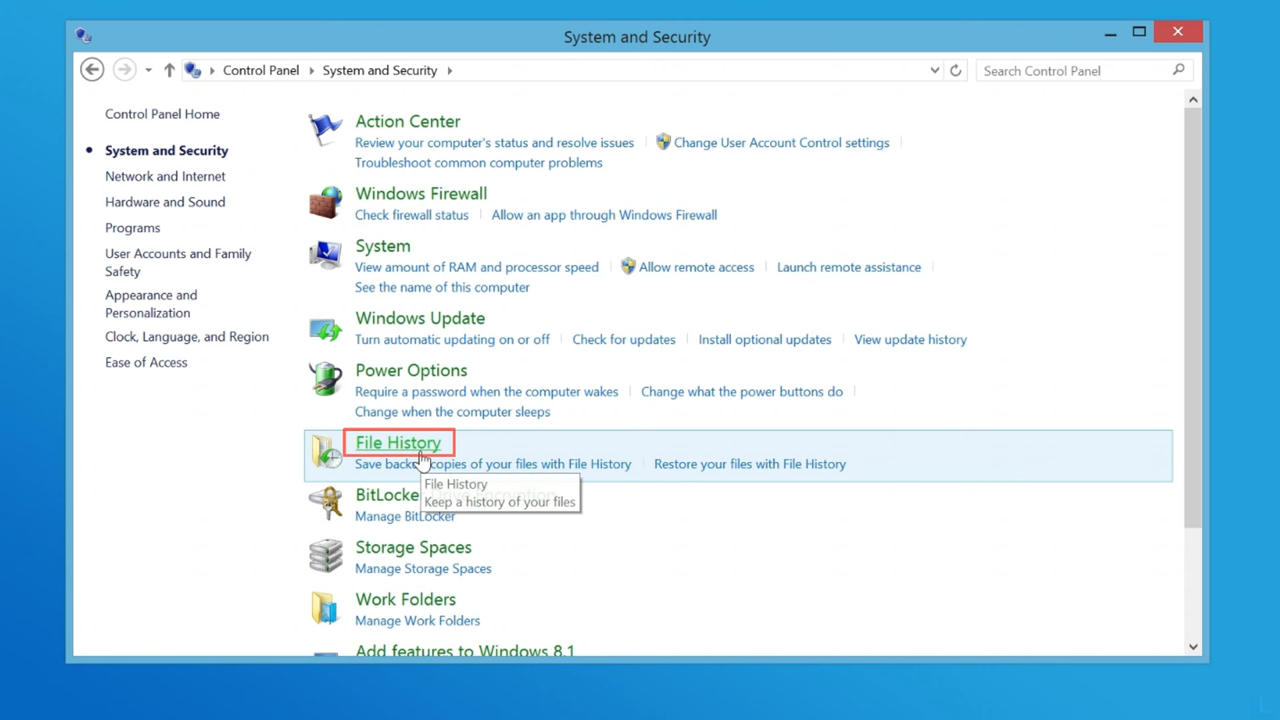 System and Security
Control Panel System and Security
Search Control Panel
Control Panel Home
System and Security
Network and Internet
Hardware and Sound
Programs
User Accounts and Family
Safety
Appearance and
Personalization
Clock, Language, and Region
Ease of Access
Action Center
Review your computer's status and resolve issues Change User Account Control settings
Troubleshoot common computer problems
Windows Firewall
Check firewall status Allow an app through Windows Firewall
System
View amount of RAM and processor speed Allow remote access Launch remote assistance
See the name of this computer
Windows Update
Turn automatic updating on or off Check for updates Install optional updates View update history
Power Options
Require a password when the computer wakes Change what the power buttons do
Change when the computer sleeps
File History
Save backup copies of your files with File History Restore your files with File History
File History
Keep a history of your files
BitLocker Drive Encryption
Manage BitLocker
Storage Spaces
Manage Storage Spaces
Work Folders
Manage Work Folders
Add features to Windows 8.1